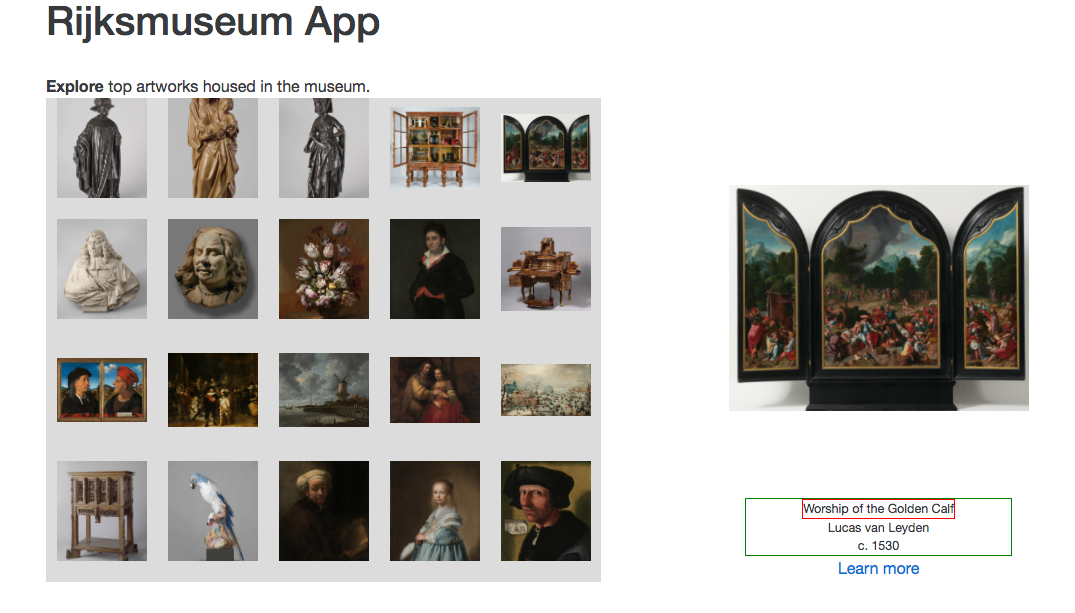 Rijksmuseum App
Explore top artworks housed in the museum.
Worship of the Golden Calf
Lucas van Leyden
c. 1530
Learn more